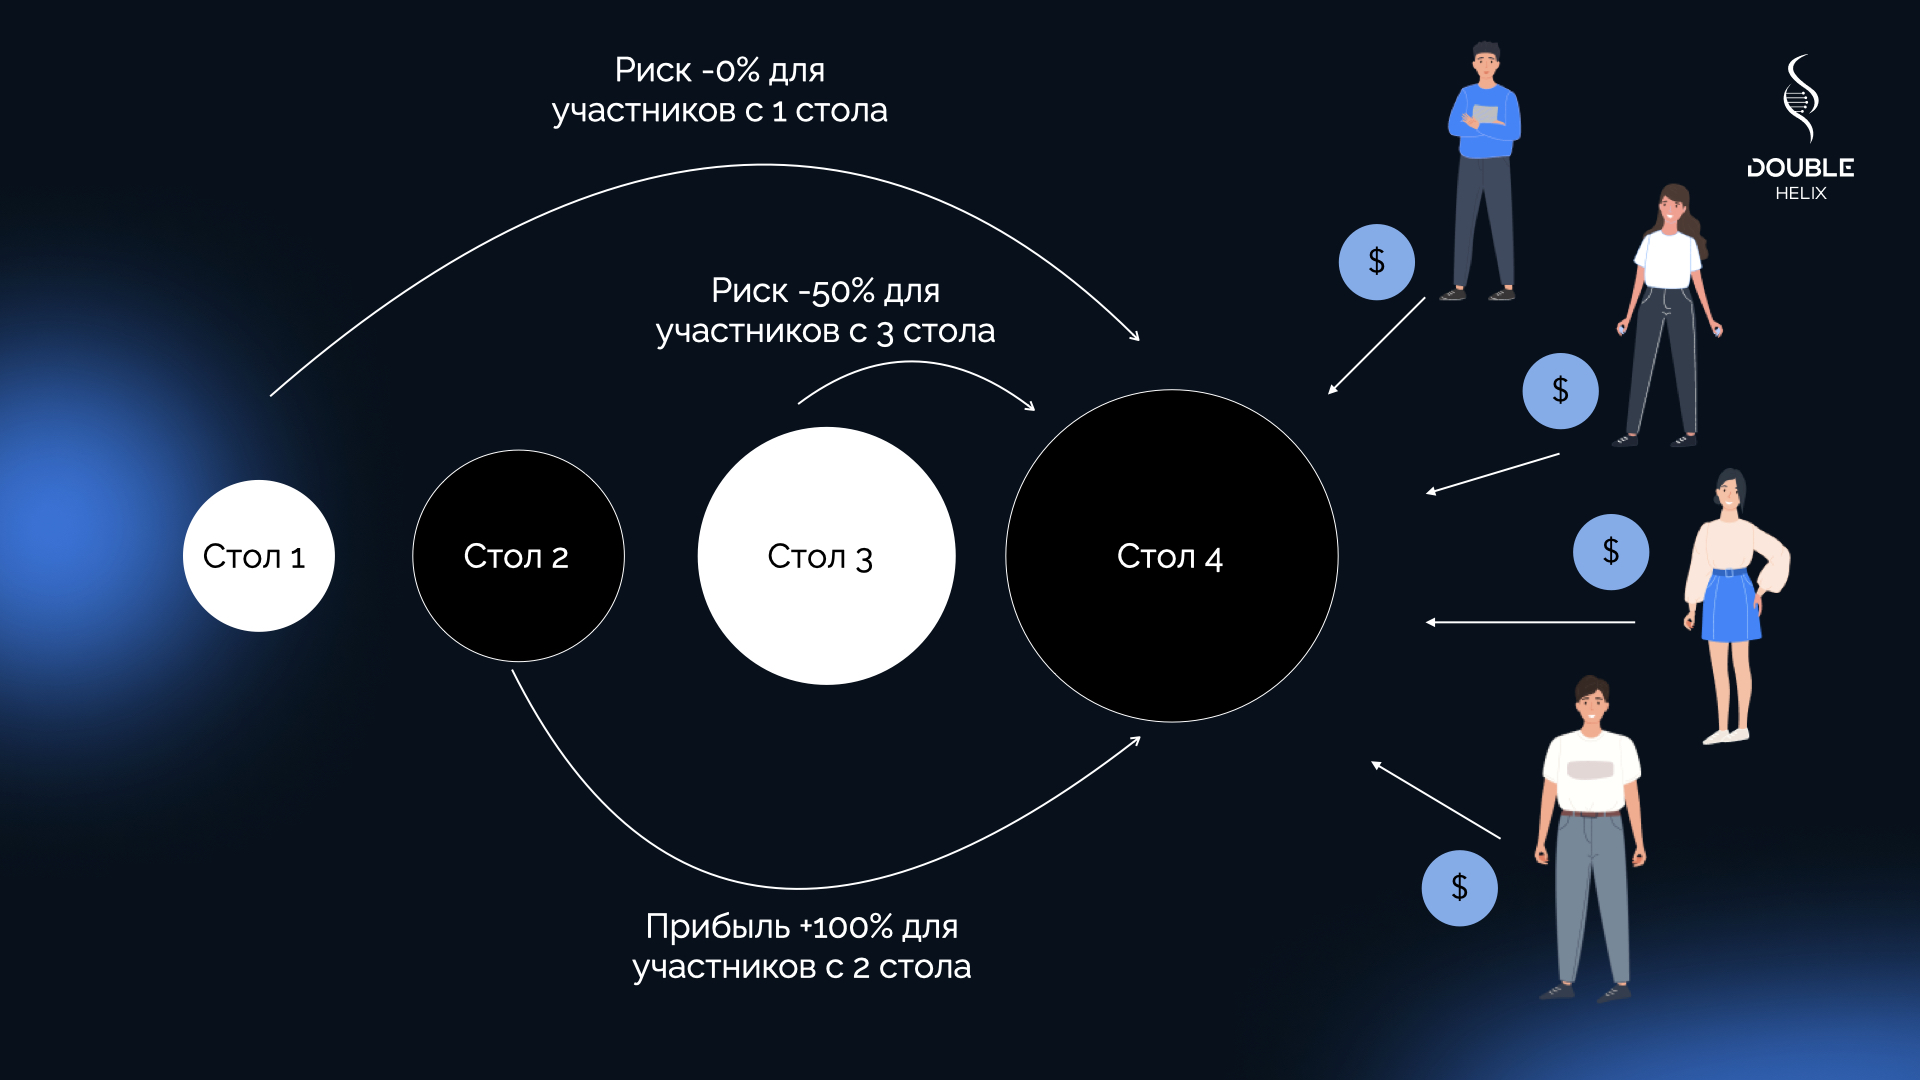 Риск -0% для
участников с 1 стола
DOUBLE
HELIX
$
Риск -50% для
участников с 3 стола
$
Стол 1
Стол 2
Стол 3
Стол 4
$
$
Прибыль +100% для
участников с 2 стола